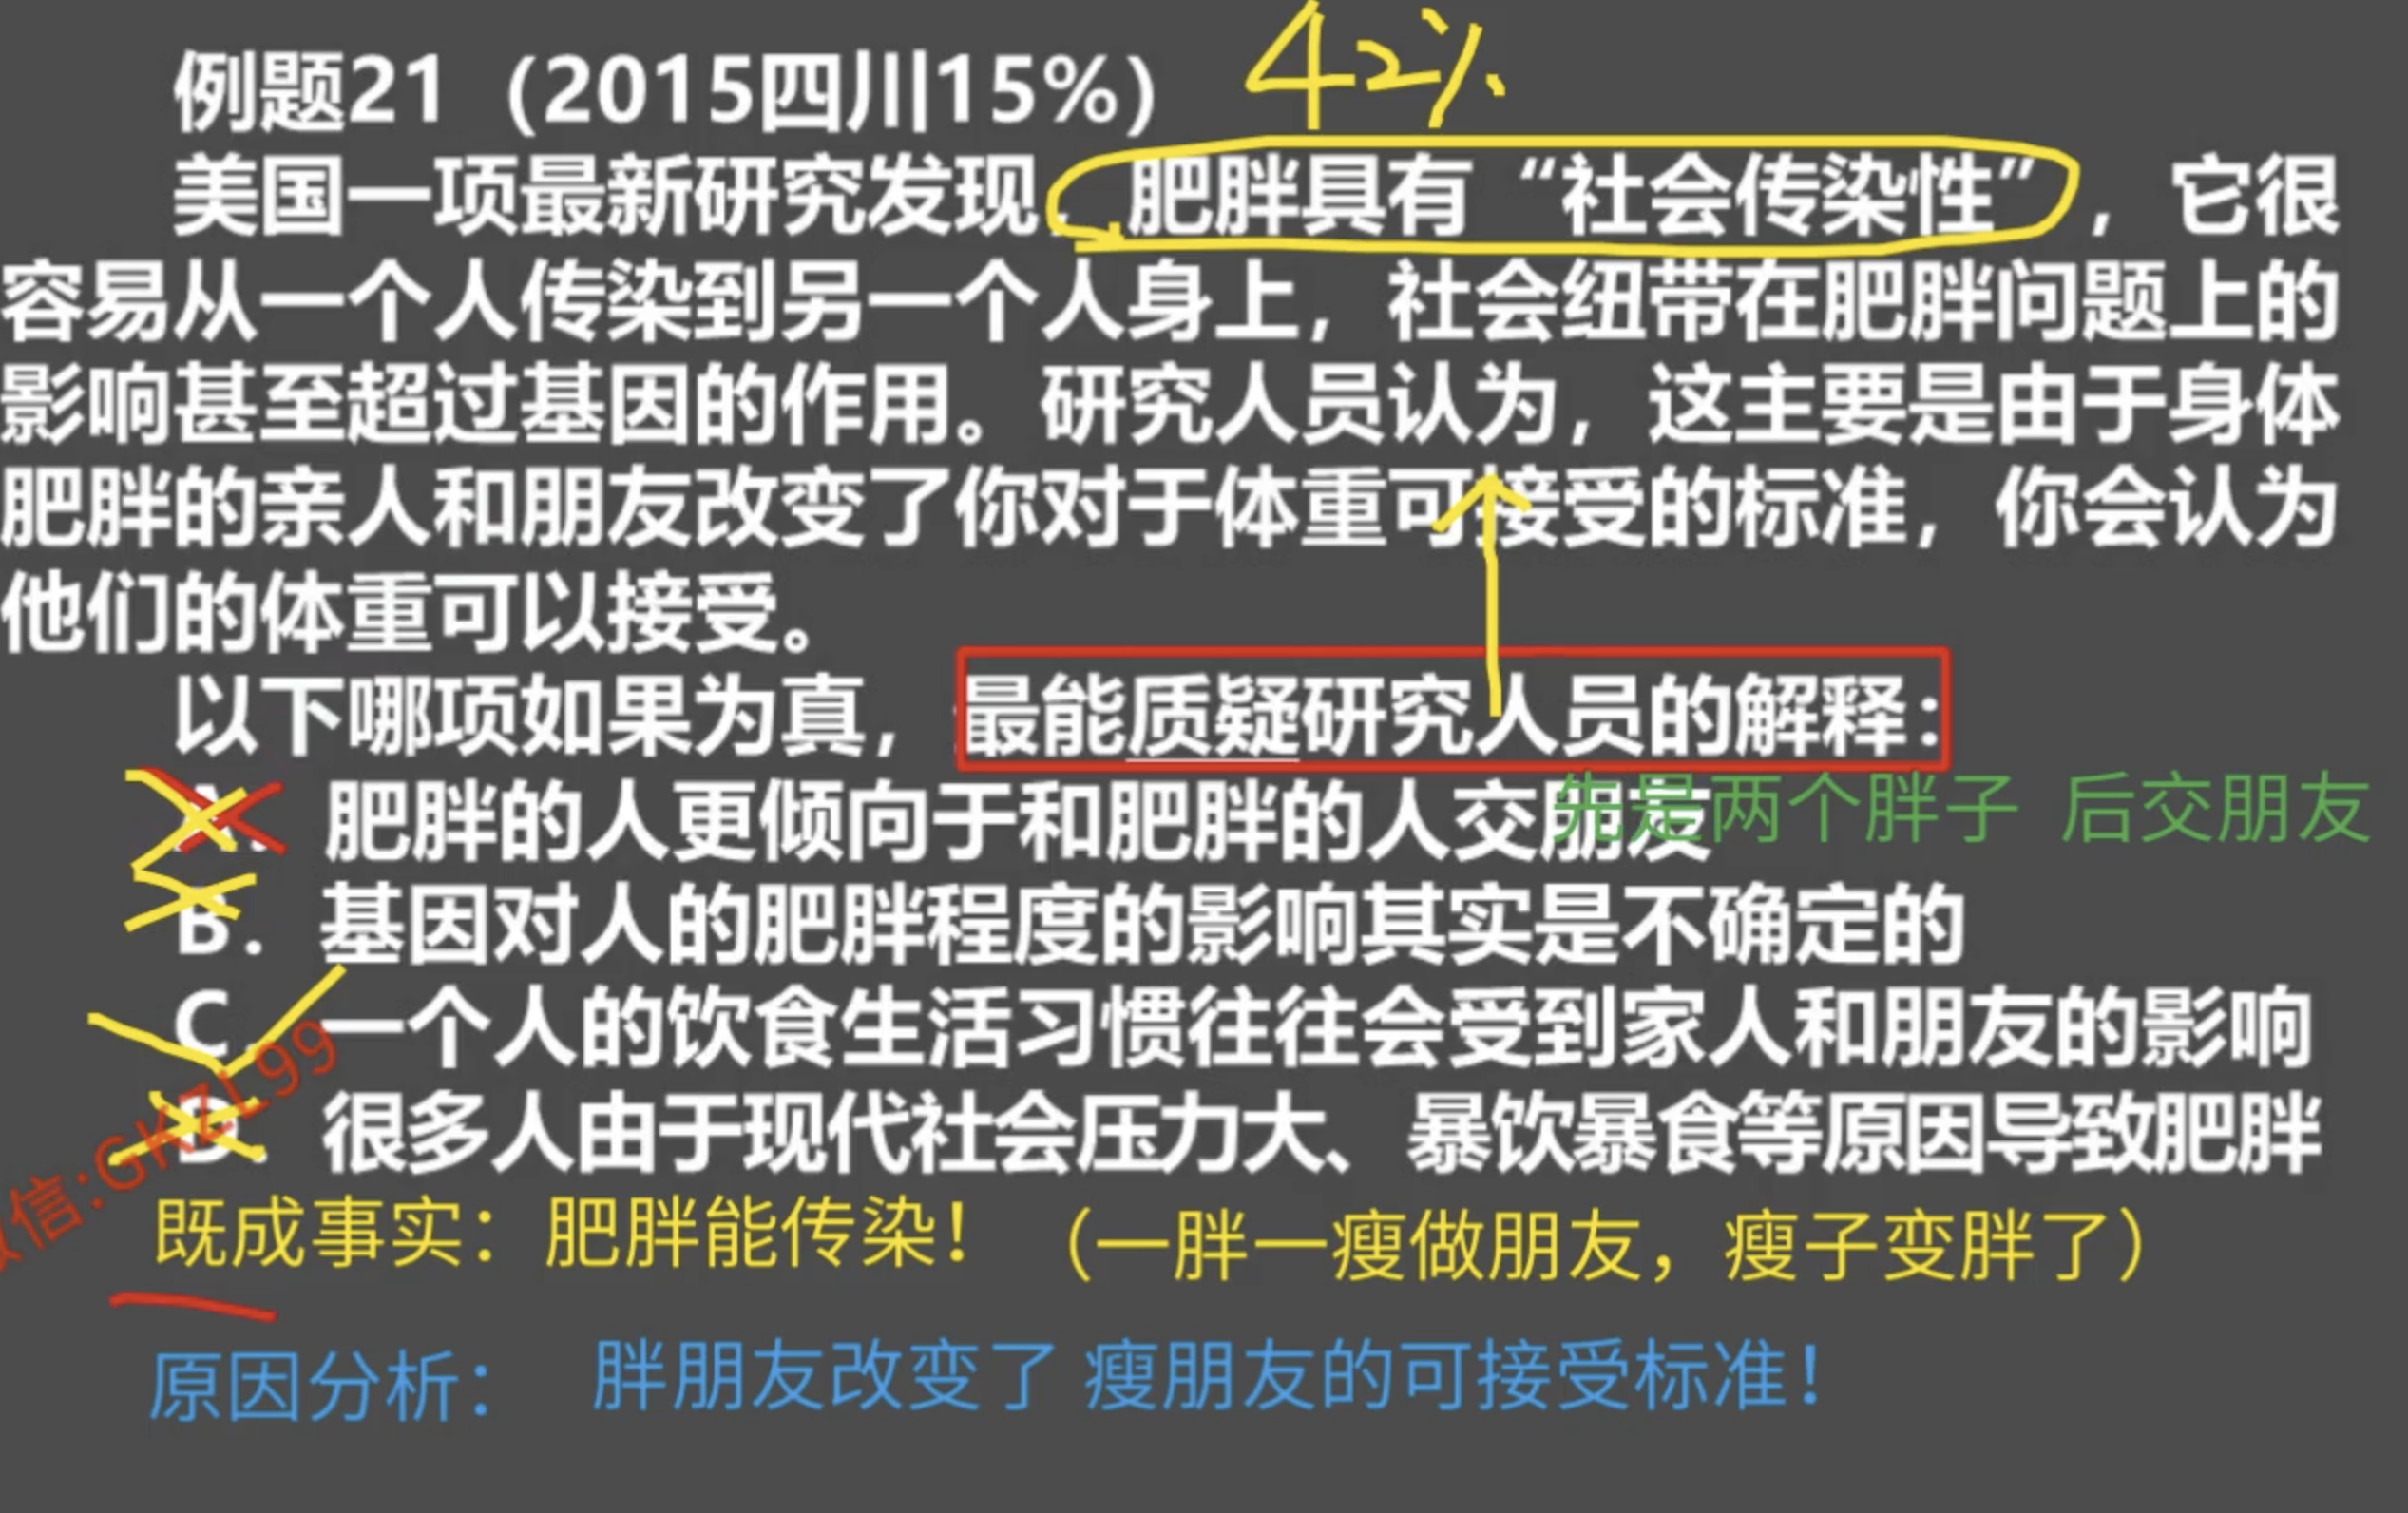 42%
例题21（2015四川15%）
美国一项最新研究发现，肥胖具有“社会传染性”，它很
容易从一个人传染到另一个人身上，社会纽带在肥胖问题上的
影响甚至超过基因的作用。研究人员认为，这主要是由于身体
肥胖的亲人和朋友改变了你对于体重可接受的标准，你会认为
他们的体重可以接受。
以下哪项如果为真，最能质疑研究人员的解释：
A. 肥胖的人更倾向于和肥胖的人交朋友
先是两个胖子 后交朋友
B. 基因对人的肥胖程度的影响其实是不确定的
C. 一个人的饮食生活习惯往往会受到家人和朋友的影响
D. 很多人由于现代社会压力大、暴饮暴食等原因导致肥胖
信:GKZL99
既成事实：肥胖能传染！（一胖一瘦做朋友，瘦子变胖了）
原因分析： 胖朋友改变了 瘦朋友的可接受标准！